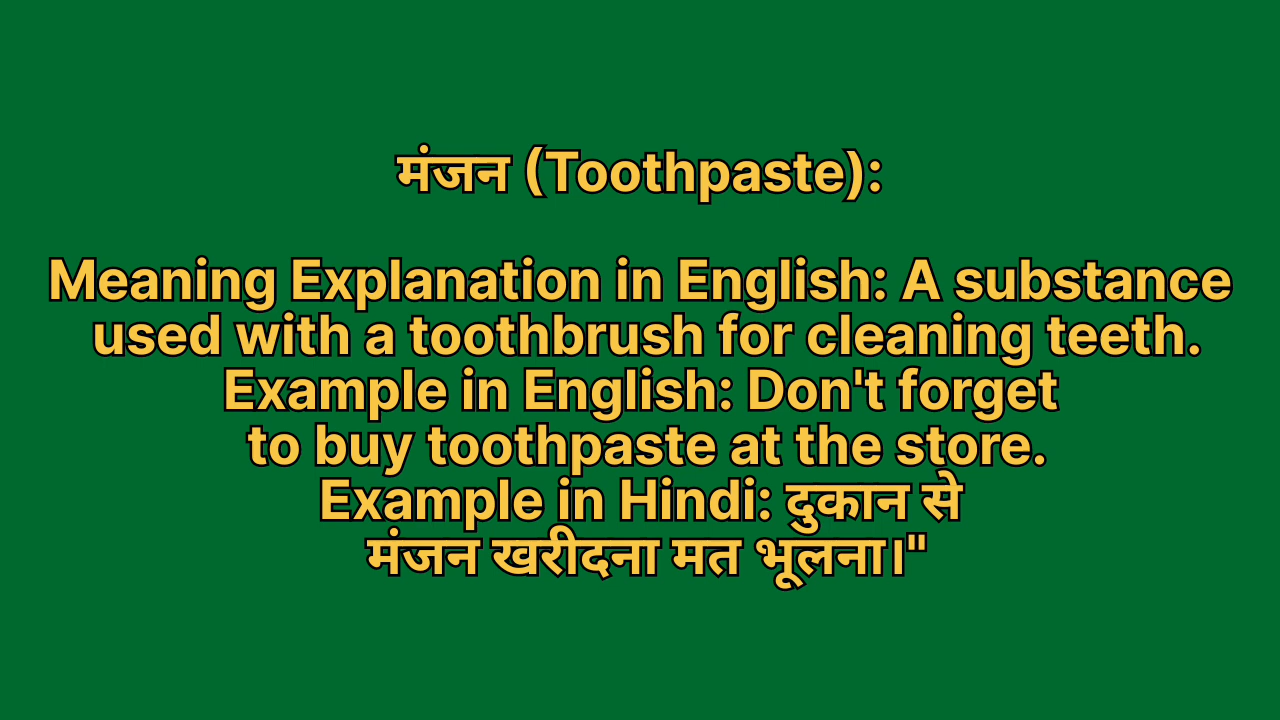 मंजन (Toothpaste):
Meaning Explanation in English: A substance
used with a toothbrush for cleaning teeth.
Example in English: Don't forget
to buy toothpaste at the store.
Example in Hindi: दुकान से
मंजन खरीदना मत भूलना।"